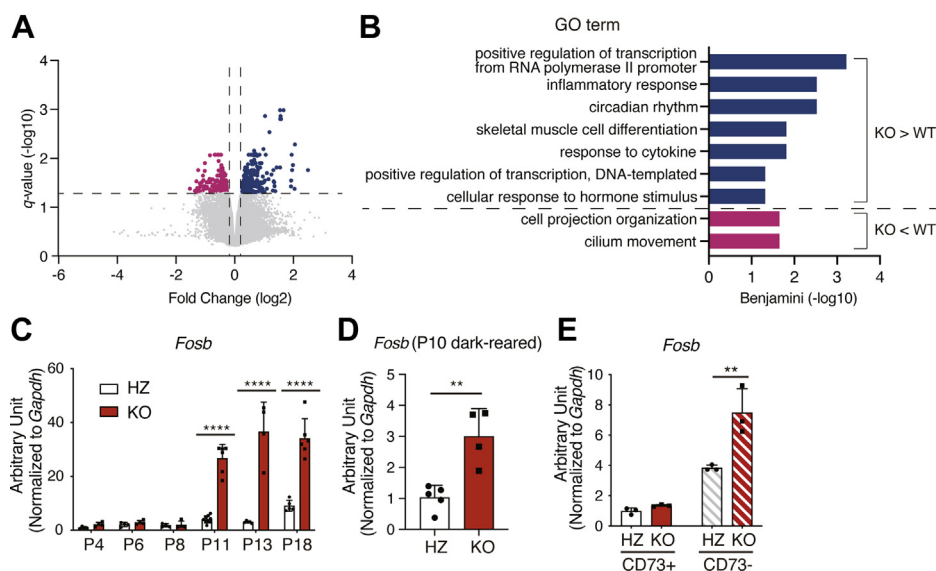 A
q-value (-log10)
4
3
2
1
0
-6
-4
-2
0
2
4
Fold Change (log2)
B
GO term
positive regulation of transcription
from RNA polymerase II promoter
inflammatory response
circadian rhythm
skeletal muscle cell differentiation
response to cytokine
positive regulation of transcription, DNA-templated
cellular response to hormone stimulus
cell projection organization
cilium movement
KO > WT
KO < WT
0
1
2
3
4
Benjamini (-log10)
C
Fosb
Arbitrary Unit
(Normalized to Gapdh)
60
40
20
0
HZ
KO
****
****
****
P4
P6
P8
P11
P13
P18
D
Fosb (P10 dark-reared)
Arbitrary Unit
(Normalized to Gapdh)
5
4
3
2
1
0
**
HZ
KO
E
Fosb
Arbitrary Unit
(Normalized to Gapdh)
10
8
6
4
2
0
**
HZ KO
HZ KO
CD73+
CD73-